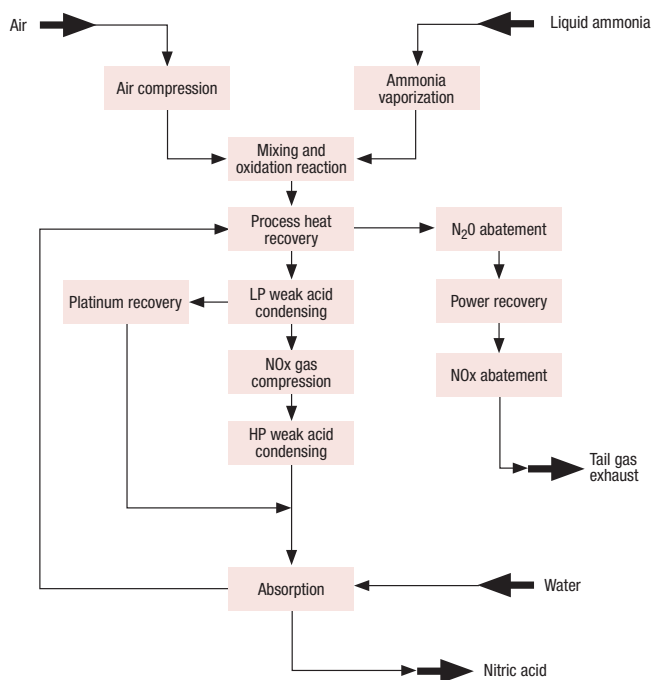 Air
Liquid ammonia
Air compression
Ammonia
vaporization
Mixing and
oxidation reaction
Process heat
recovery
N₂O abatement
Platinum recovery
LP weak acid
condensing
Power recovery
NOx gas
compression
NOx abatement
HP weak acid
condensing
Tail gas
exhaust
Absorption
Water
Nitric acid